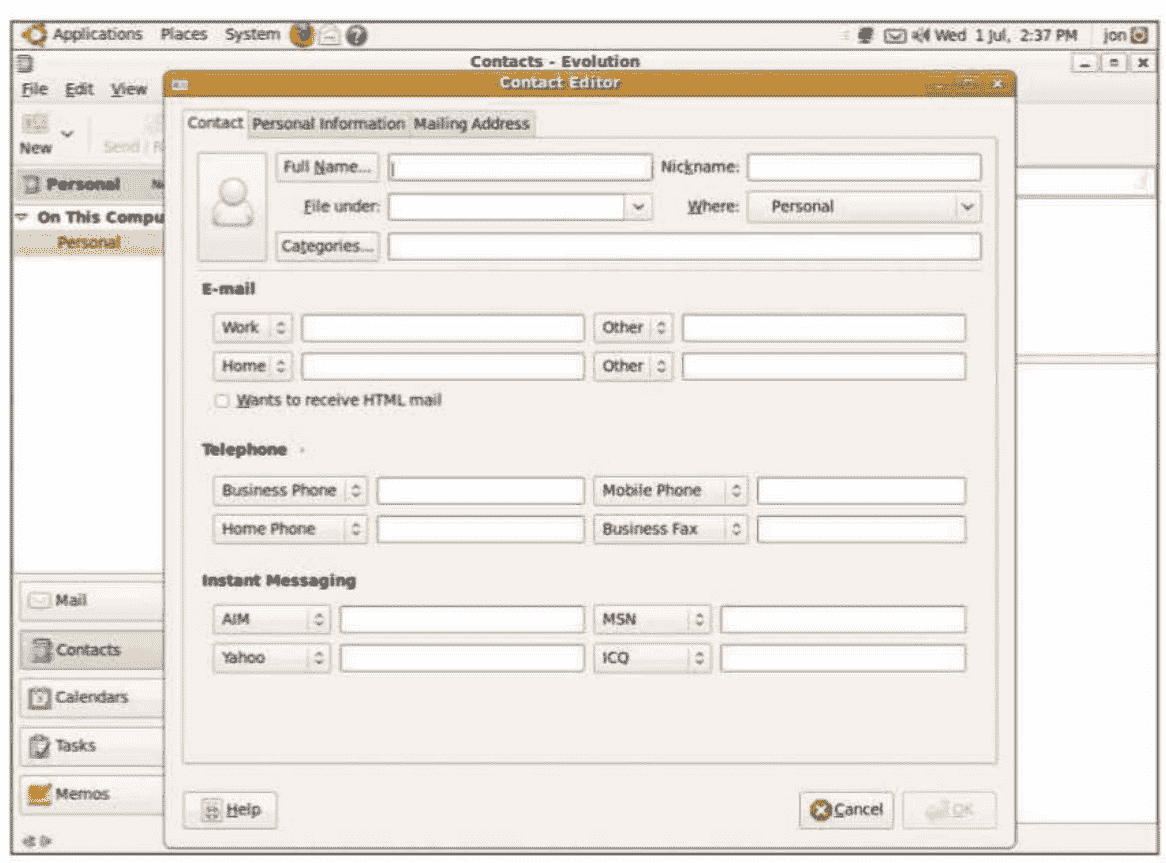 Applications Places System Wed 1 Jul, 2:37 PM jon
Contacts - Evolution
File Edit View
Contact Editor
New Send /
Contact Personal Information Mailing Address
Full Name... Nickname:
Personal
File under: Where: Personal
On This Compu
Personal
Categories...
E-mail
Work Other
Home Other
Wants to receive HTML mail
Telephone
Business Phone Mobile Phone
Home Phone Business Fax
Instant Messaging
AIM MSN
Yahoo ICQ
Mail
Contacts
Calendars
Tasks
Memos
Help Cancel OK